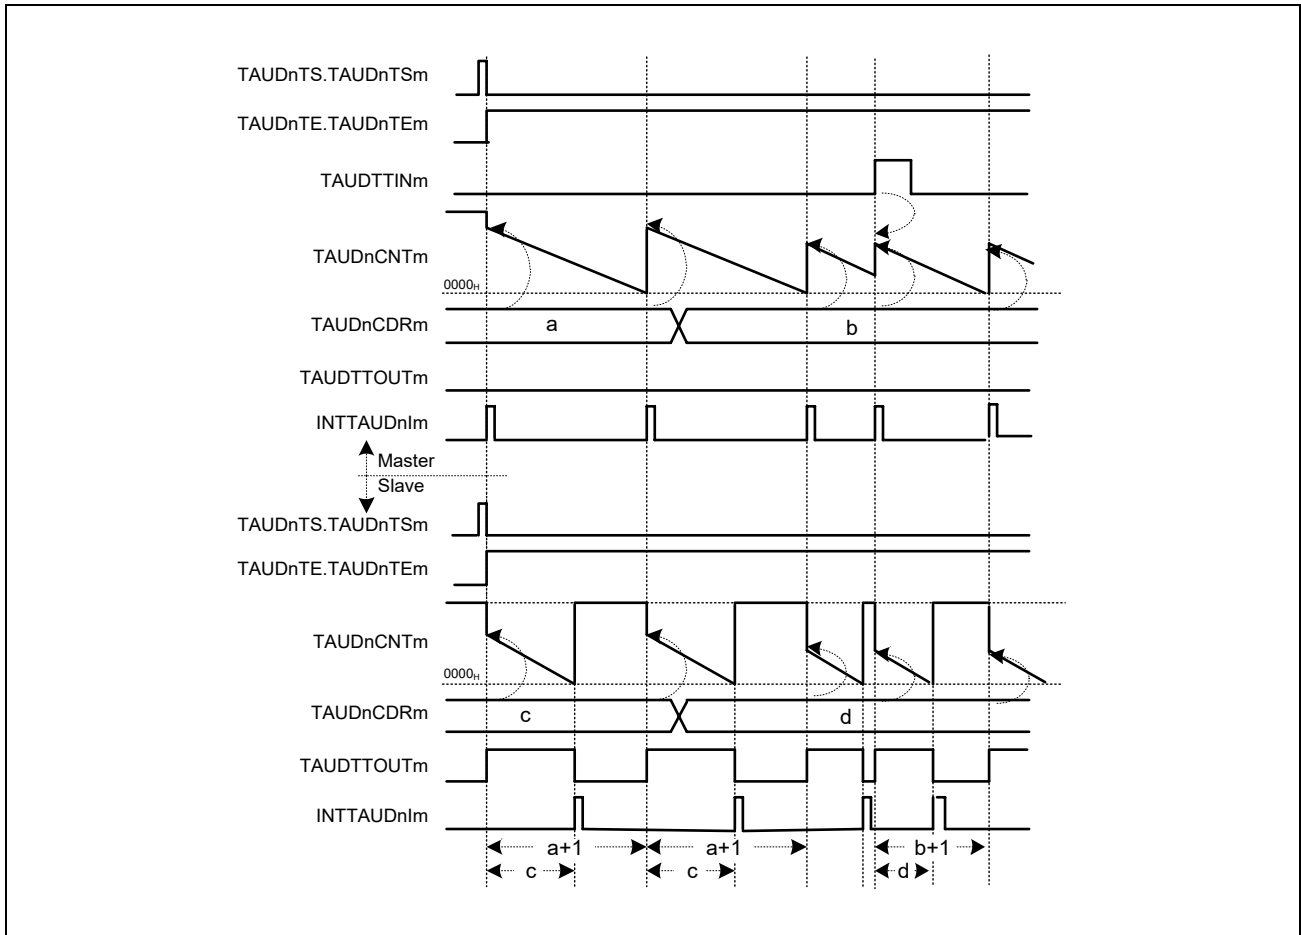 TAUDnTS.TAUDnTSm
TAUDnTE.TAUDnTEm
TAUDTTINm
TAUDnCNTm
0000H
TAUDnCDRm
a
b
TAUDTTOUTm
INTTAUDnIm
Master
Slave
TAUDnTS.TAUDnTSm
TAUDnTE.TAUDnTEm
TAUDnCNTm
0000H
TAUDnCDRm
c
d
TAUDTTOUTm
INTTAUDnIm
a+1
a+1
b+1
c
c
d